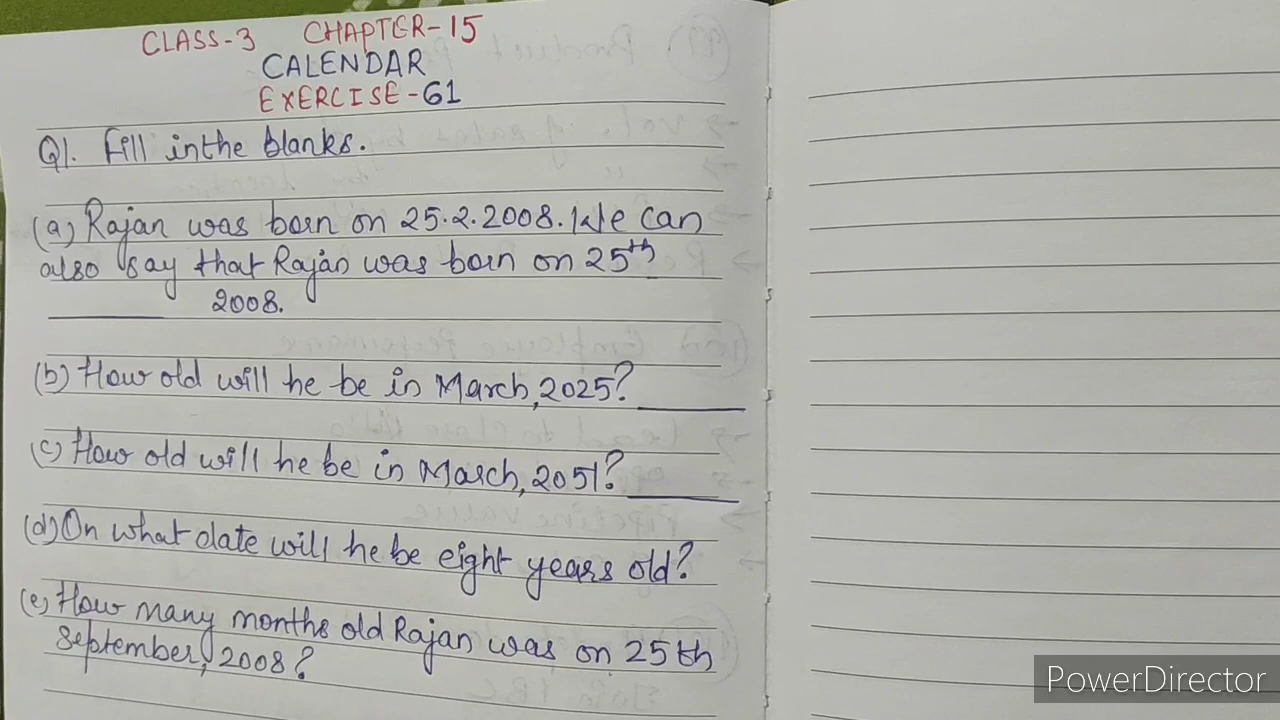 CLASS-3 CHAPTER-15
CALENDAR
EXERCISE-61
Q1. Fill in the blanks.
(a) Rajan was born on 25.2.2008. We can
also say that Rajan was born on 25th
________ 2008.
(b) How old will he be in March, 2025? ________
(c) How old will he be in March, 2051? ________
(d) On what date will he be eight years old?
(e) How many months old Rajan was on 25th
September, 2008?
PowerDirector